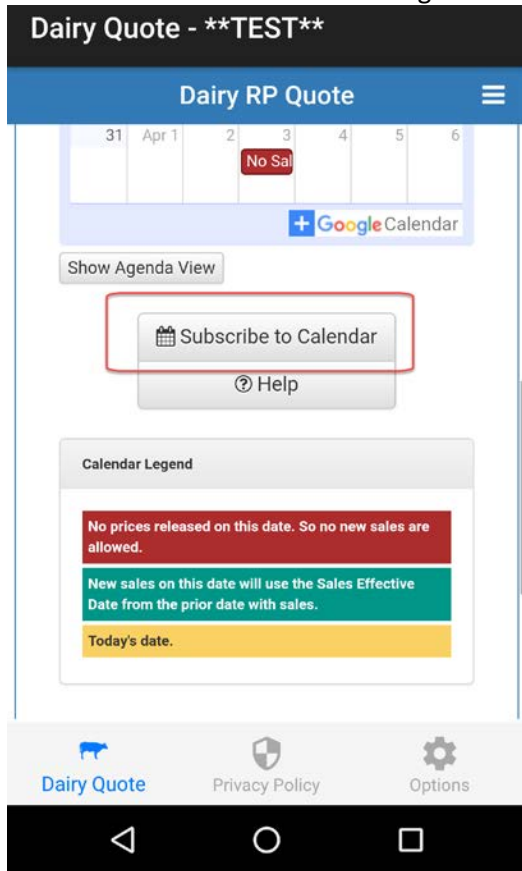 Dairy Quote - **TEST**
Dairy RP Quote
31 Apr 1 2 3 4 5 6
No Sal
Google Calendar
Show Agenda View
Subscribe to Calendar
Help
Calendar Legend
No prices released on this date. So no new sales are
allowed.
New sales on this date will use the Sales Effective
Date from the prior date with sales.
Today's date.
Dairy Quote Privacy Policy Options